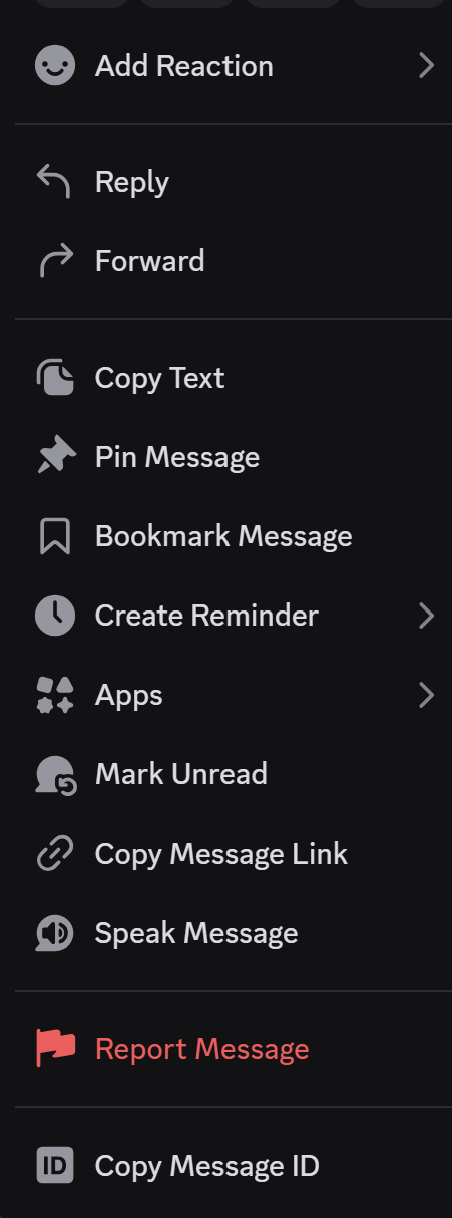 Add Reaction
Reply
Forward
Copy Text
Pin Message
Bookmark Message
Create Reminder
Apps
Mark Unread
Copy Message Link
Speak Message
Report Message
ID Copy Message ID